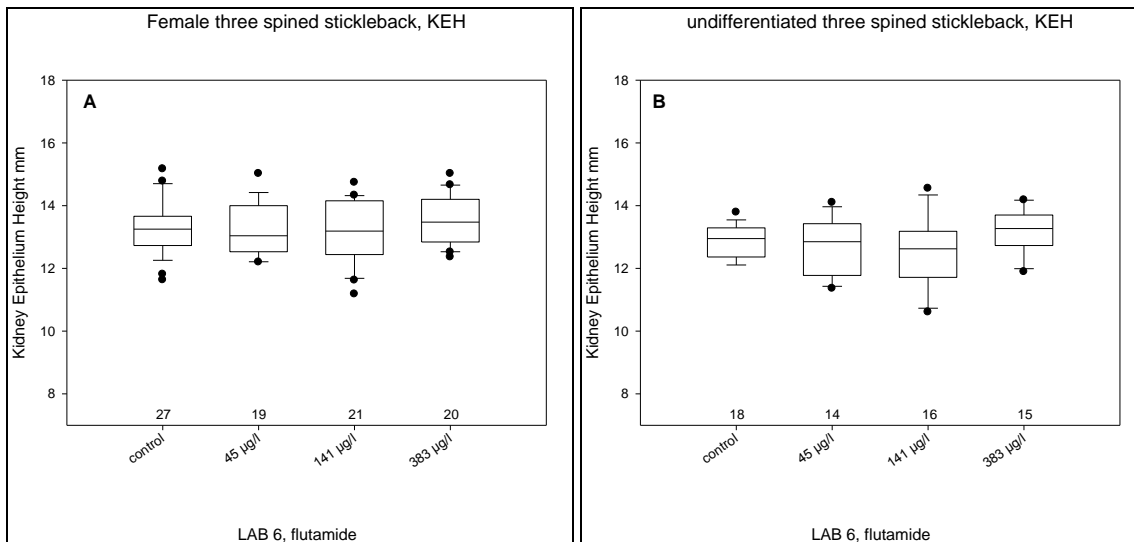 Female three spined stickleback, KEH
A
Kidney Epithelium Height mm
18
16
14
12
10
8
27 19 21 20
control 45 µg/l 141 µg/l 383 µg/l
LAB 6, flutamide
undifferentiated three spined stickleback, KEH
B
Kidney Epithelium Height mm
18
16
14
12
10
8
18 14 16 15
control 45 µg/l 141 µg/l 383 µg/l
LAB 6, flutamide